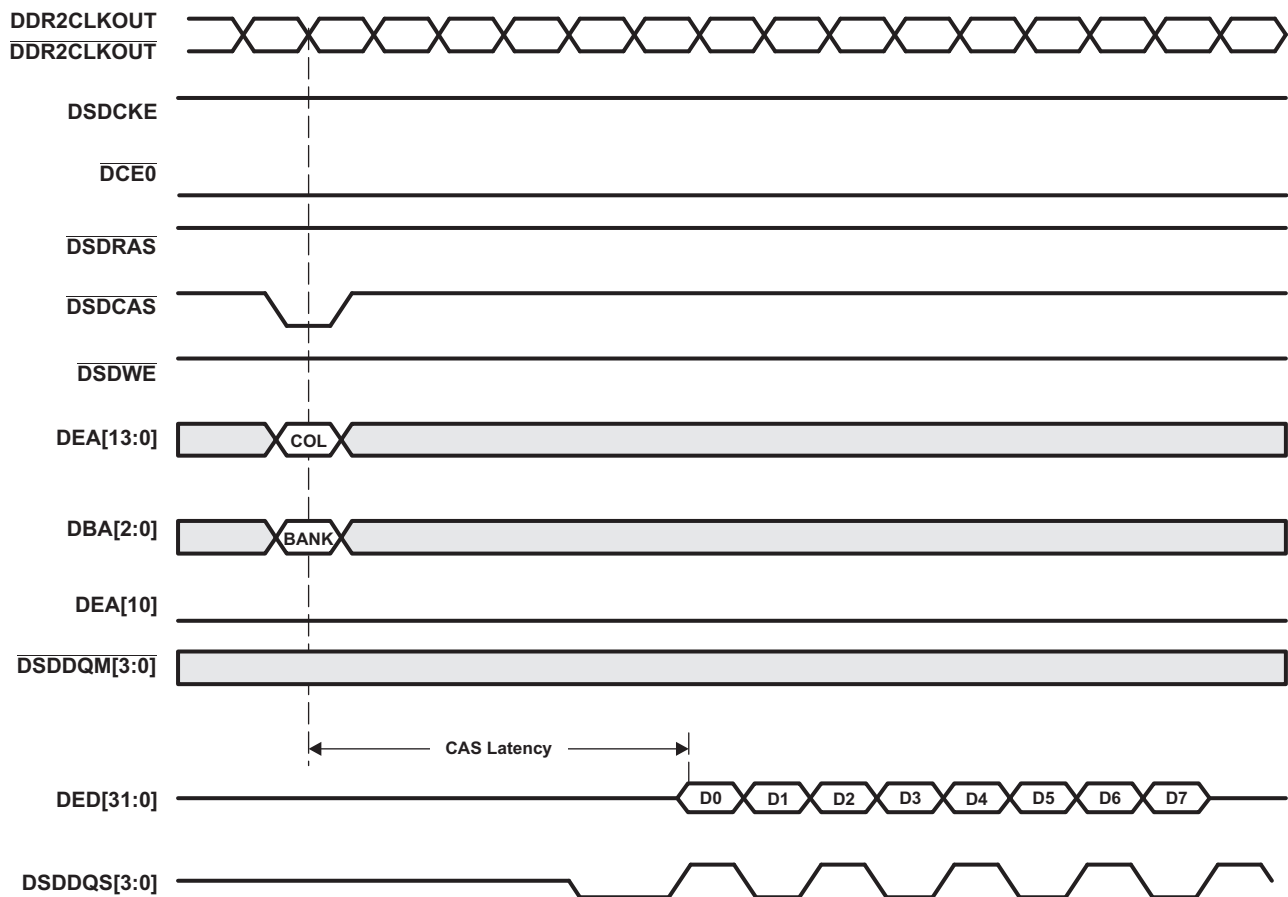 DDR2CLKOUT
DDR2CLKOUT
DSDCKE
DCE0
DSDRAS
DSDCAS
DSDWE
DEA[13:0]
COL
DBA[2:0]
BANK
DEA[10]
DSDDQM[3:0]
CAS Latency
DED[31:0]
D0 D1 D2 D3 D4 D5 D6 D7
DSDDQS[3:0]